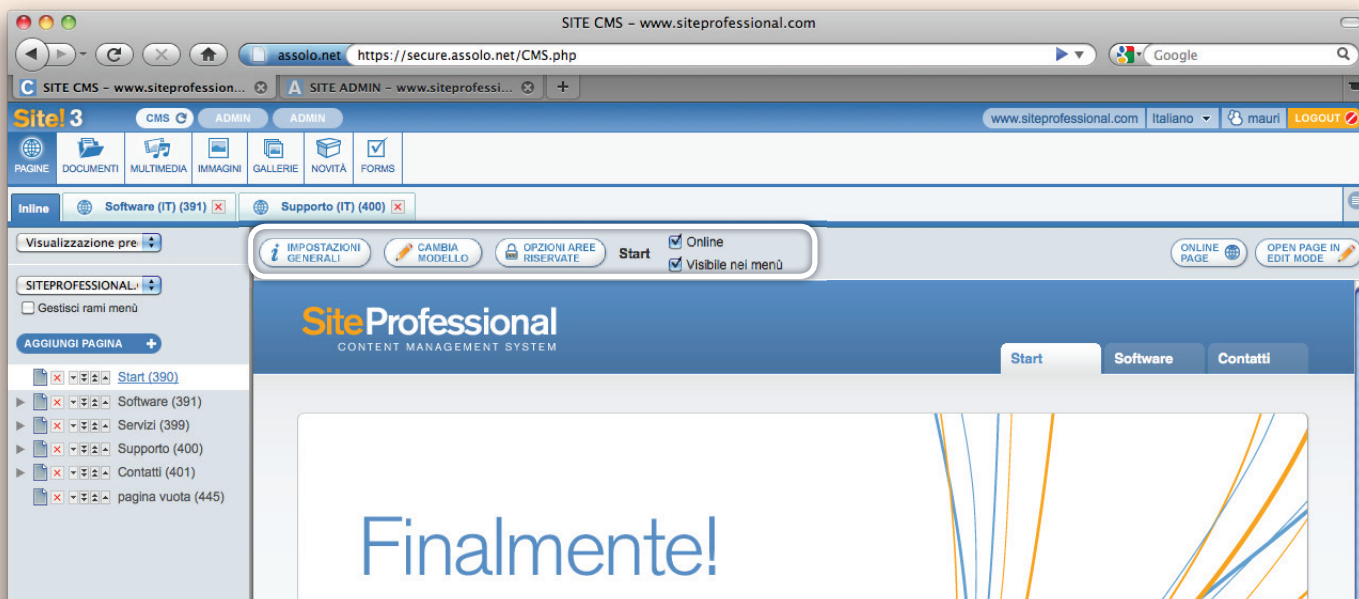 SITE CMS – www.siteprofessional.com
assolo.net https://secure.assolo.net/CMS.php Google
C SITE CMS – www.siteprofession... A SITE ADMIN – www.siteprofessi... +
Site! 3 CMS ADMIN ADMIN www.siteprofessional.com Italiano mauri LOGOUT
PAGINE DOCUMENTI MULTIMEDIA IMMAGINI GALLERIE NOVITÀ FORMS
Inline Software (IT) (391) Supporto (IT) (400)
Visualizzazione pre
i IMPOSTAZIONI GENERALI CAMBIA MODELLO OPZIONI AREE RISERVATE Start Online
Visibile nei menù
ONLINE PAGE OPEN PAGE IN EDIT MODE
SITEPROFESSIONAL.
Gestisci rami menù
AGGIUNGI PAGINA +
Start (390)
Software (391)
Servizi (399)
Supporto (400)
Contatti (401)
pagina vuota (445)
SiteProfessional
CONTENT MANAGEMENT SYSTEM
Start Software Contatti
Finalmente!